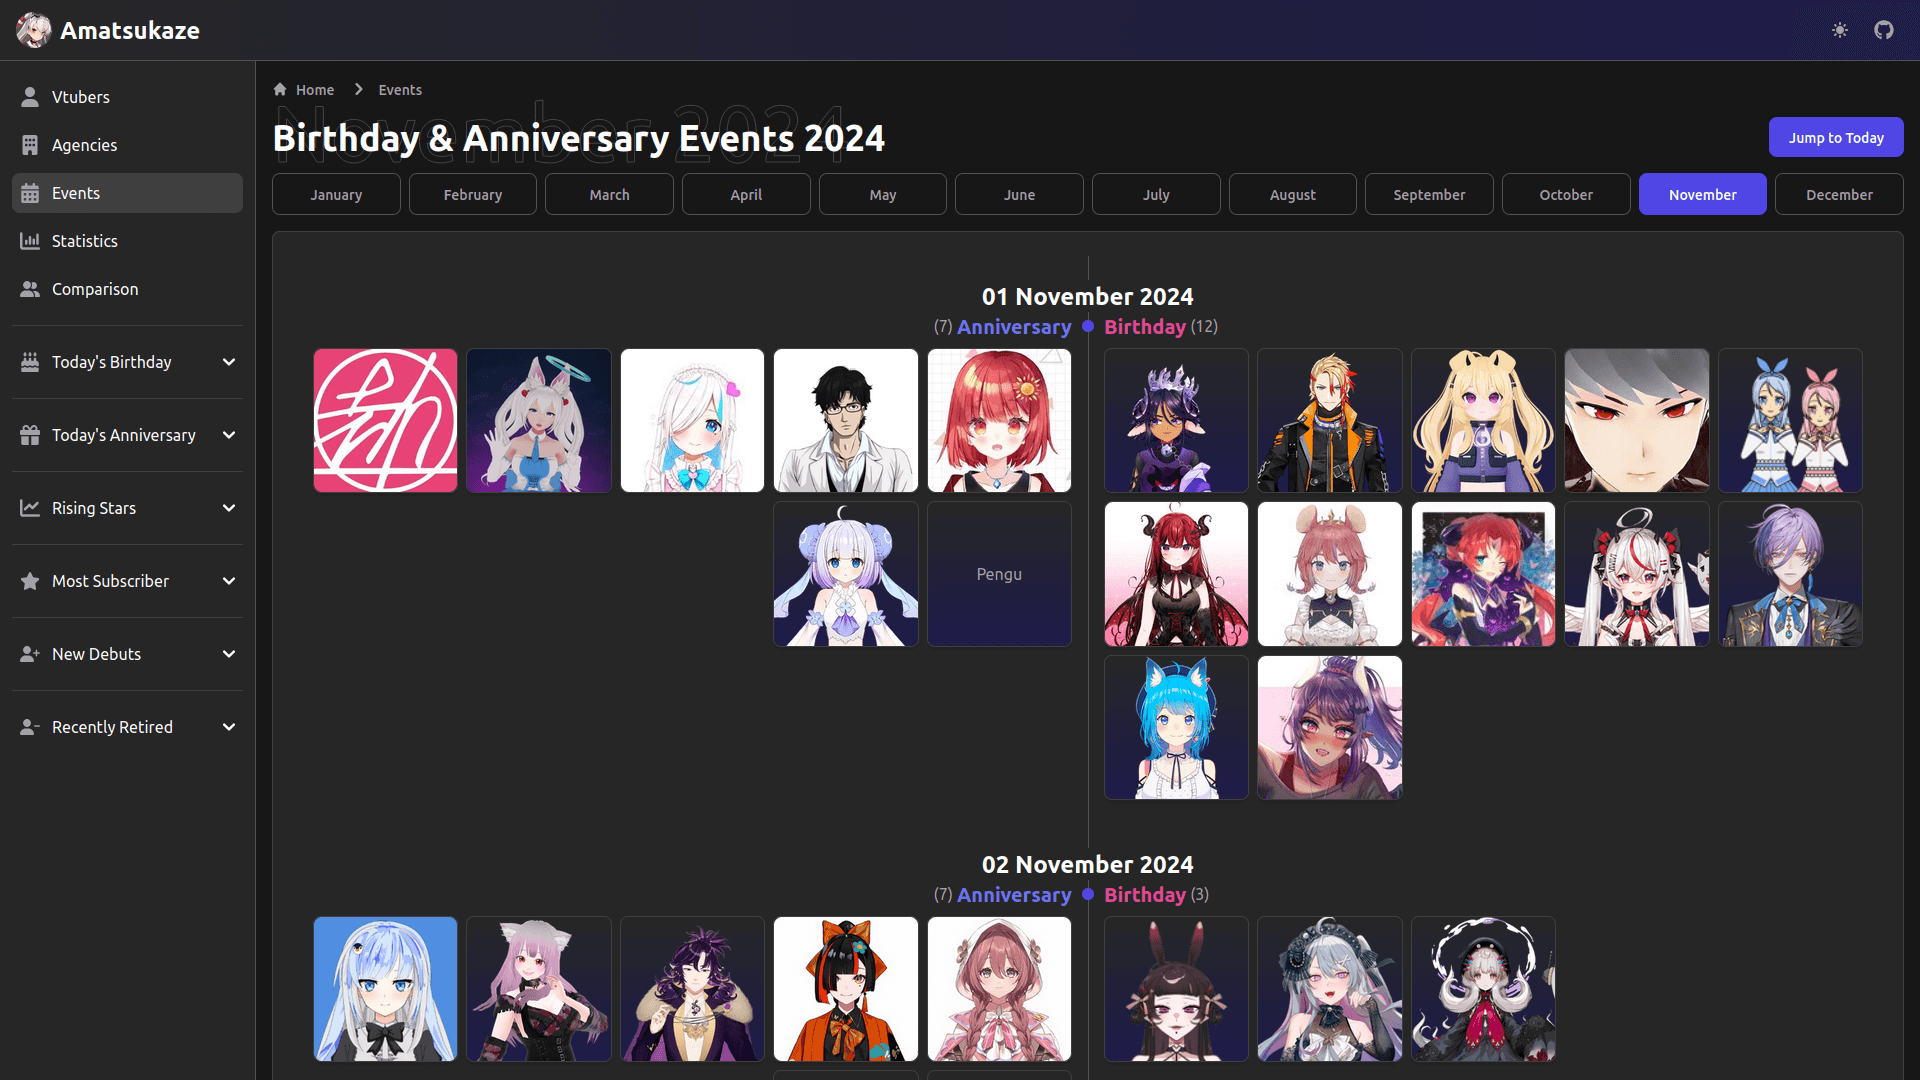 Amatsukaze
Vtubers
Agencies
Events
Statistics
Comparison
Today's Birthday
Today's Anniversary
Rising Stars
Most Subscriber
New Debuts
Recently Retired
Home
Events
November 2024
Birthday & Anniversary Events 2024
Jump to Today
January
February
March
April
May
June
July
August
September
October
November
December
01 November 2024
(7) Anniversary
Birthday (12)
Pengu
02 November 2024
(7) Anniversary
Birthday (3)